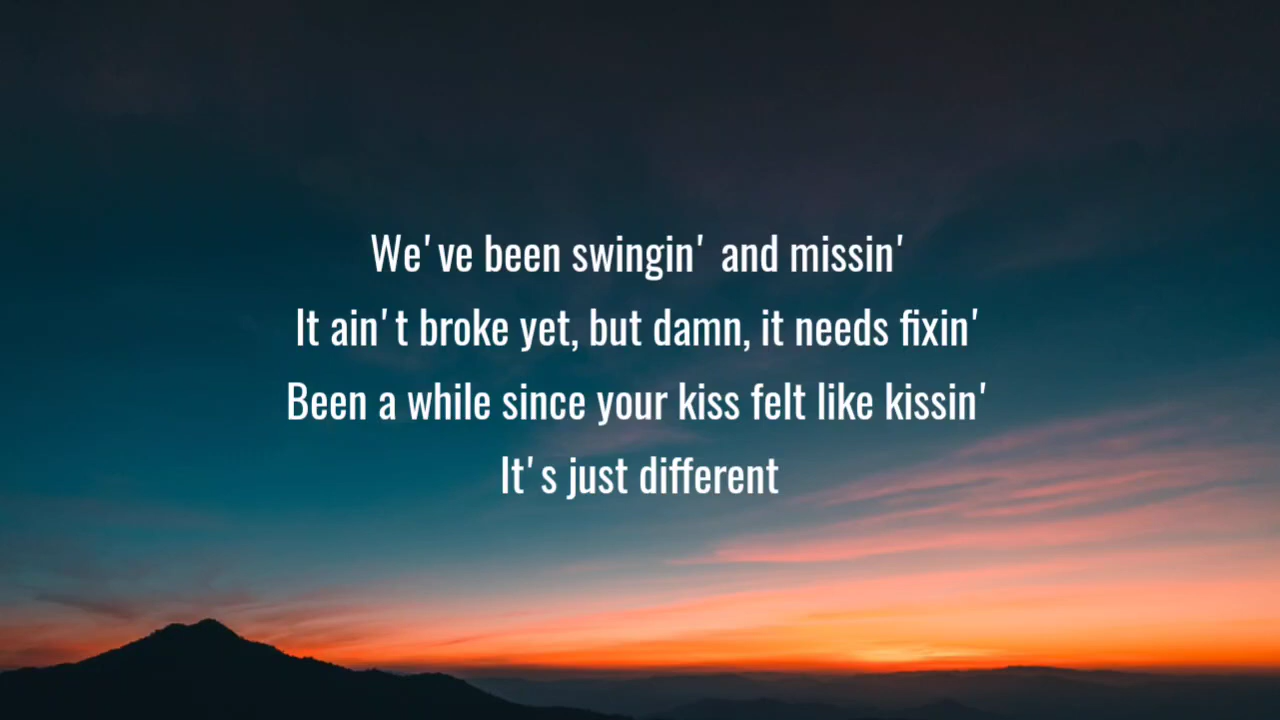 We've been swingin' and missin'
It ain't broke yet, but damn, it needs fixin'
Been a while since your kiss felt like kissin'
It's just different